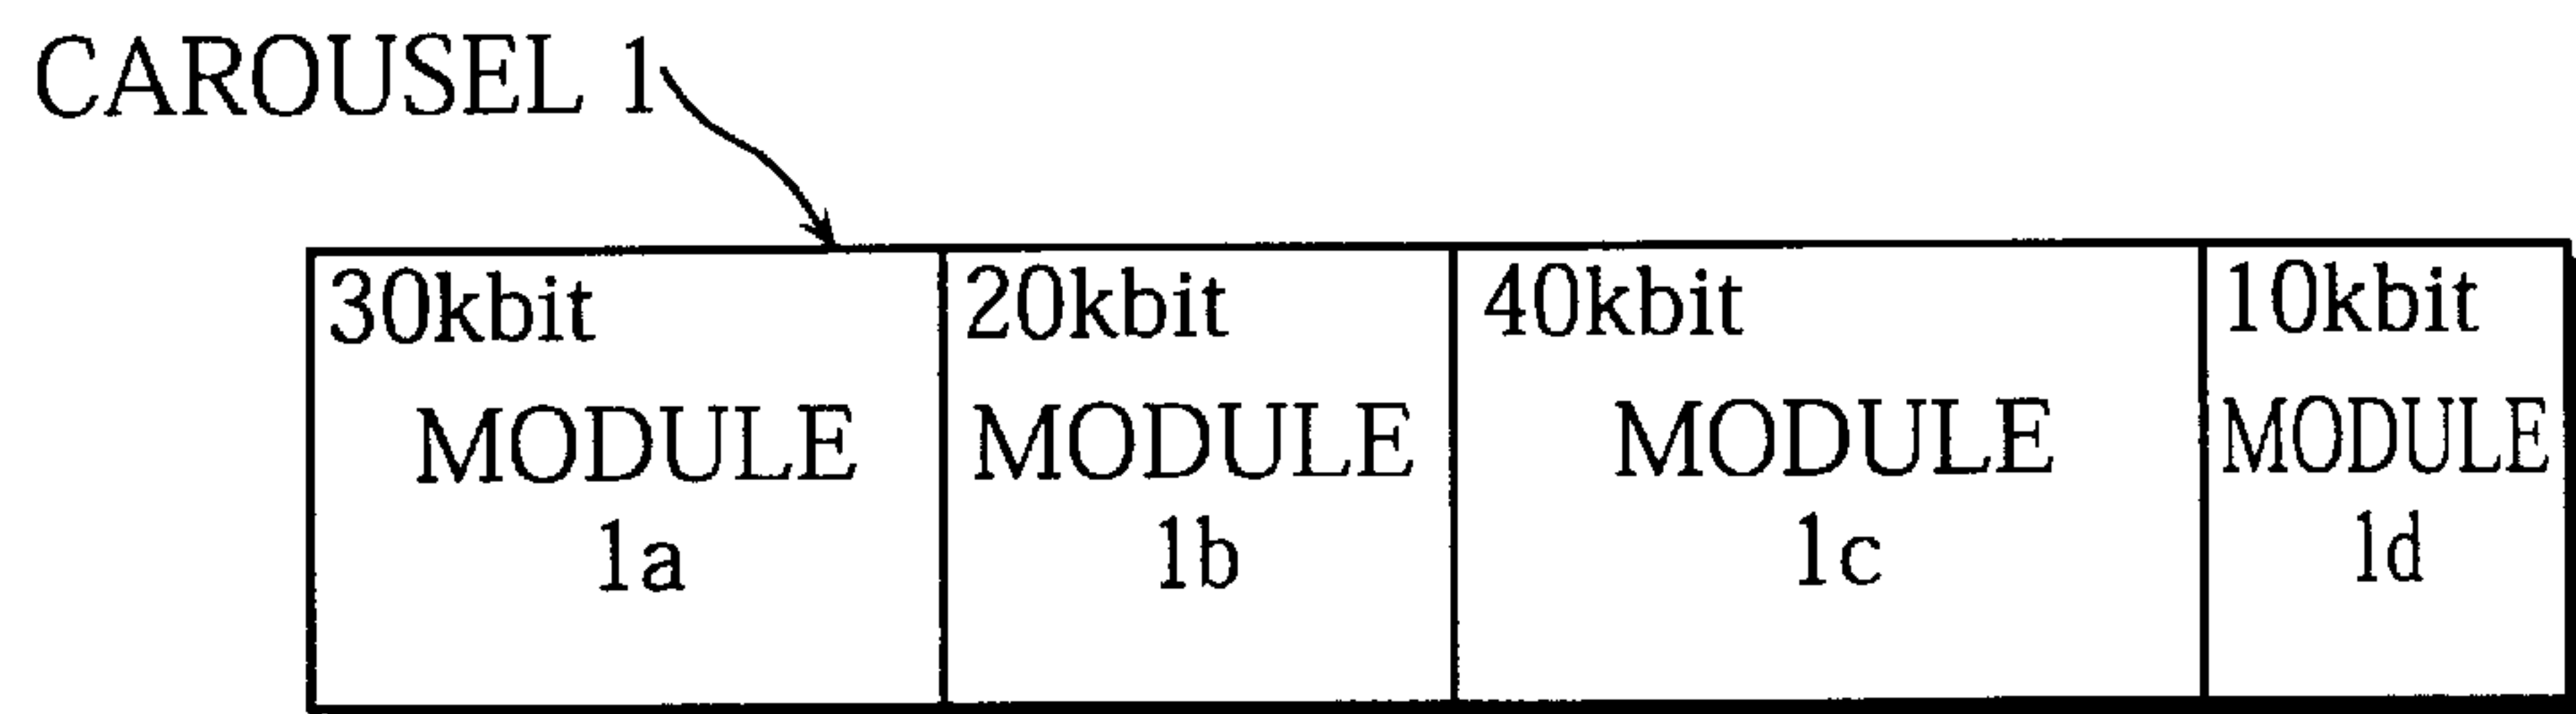 CAROUSEL 1
30kbit
MODULE
1a
20kbit
MODULE
1b
40kbit
MODULE
1c
10kbit
MODULE
1d